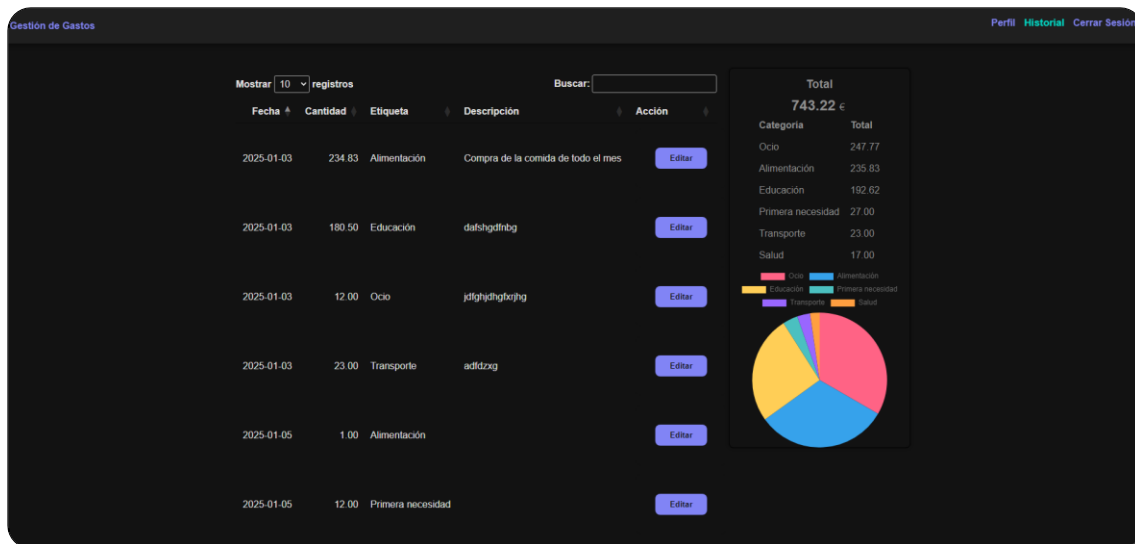 Gestión de Gastos
Perfil Historial Cerrar Sesión
Mostrar 10 registros
Buscar:
Fecha Cantidad Etiqueta Descripción Acción
2025-01-03 234.83 Alimentación Compra de la comida de todo el mes Editar
2025-01-03 180.50 Educación dafshgdfnbg Editar
2025-01-03 12.00 Ocio jdfghjdhgfxrjhg Editar
2025-01-03 23.00 Transporte adfdzxg Editar
2025-01-05 1.00 Alimentación Editar
2025-01-05 12.00 Primera necesidad Editar
Total
743.22 €
Categoria Total
Ocio 247.77
Alimentación 235.83
Educación 192.62
Primera necesidad 27.00
Transporte 23.00
Salud 17.00
Ocio Alimentación
Educación Primera necesidad
Transporte Salud